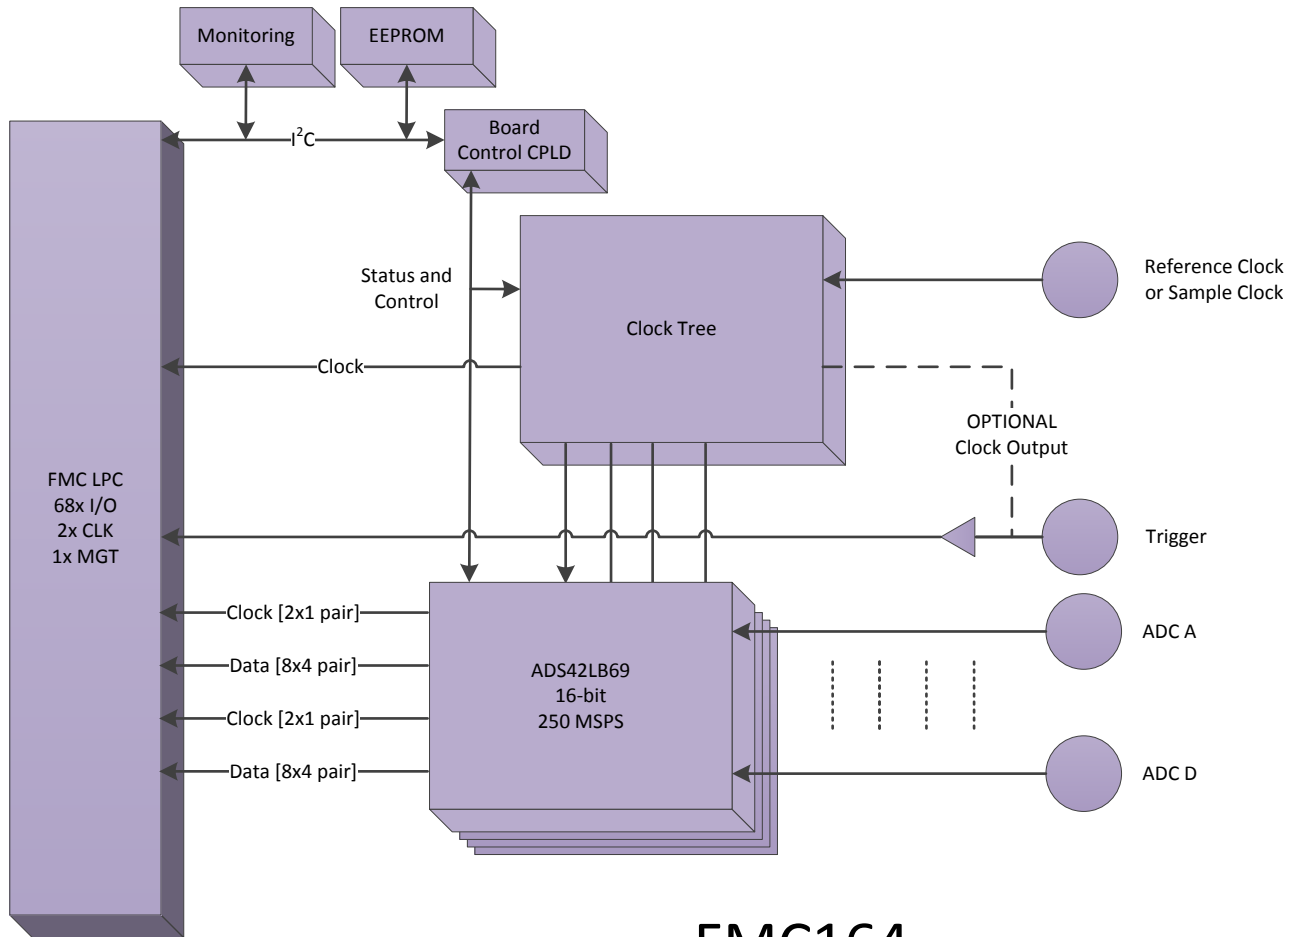 Monitoring
EEPROM
I²C
Board
Control CPLD
Status and
Control
Clock Tree
Reference Clock
or Sample Clock
Clock
OPTIONAL
Clock Output
FMC LPC
68x I/O
2x CLK
1x MGT
Trigger
Clock [2x1 pair]
Data [8x4 pair]
Clock [2x1 pair]
Data [8x4 pair]
ADS42LB69
16-bit
250 MSPS
ADC A
ADC D
FMC164